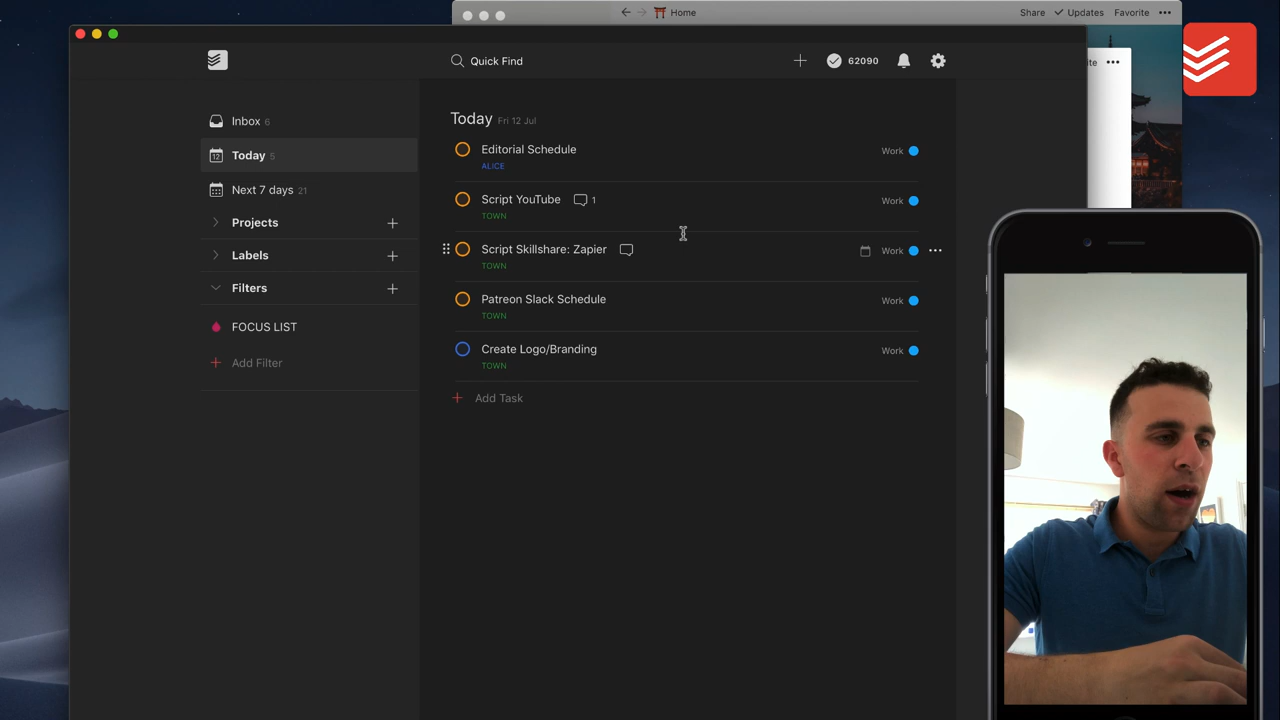 Home
Share
Updates
Favorite
ite
Quick Find
62090
Inbox 6
12
Today 5
Next 7 days 21
Projects
Labels
Filters
FOCUS LIST
Add Filter
Today Fri 12 Jul
Editorial Schedule
Work
ALICE
Script YouTube 1
Work
TOWN
Script Skillshare: Zapier
Work
TOWN
Patreon Slack Schedule
Work
TOWN
Create Logo/Branding
Work
TOWN
Add Task